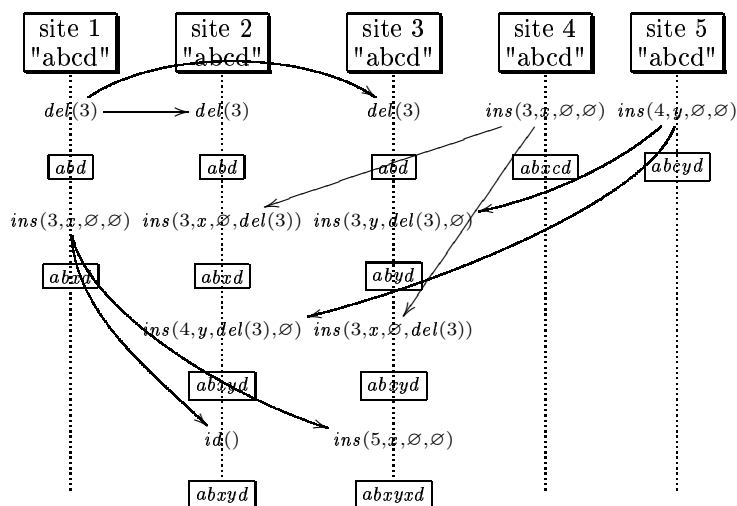 site 1 site 2 site 3 site 4 site 5
"abcd" "abcd" "abcd" "abcd" "abcd"
del(3) del(3) del(3) ins(3,x,∅,∅) ins(4,y,∅,∅)
abd abd abd abxcd abcyd
ins(3,x,∅,∅) ins(3,x,∅,del(3)) ins(3,y,del(3),∅)
abxd abxd abyd
ins(4,y,del(3),∅) ins(3,x,∅,del(3))
abxyd abxyd
id() ins(5,x,∅,∅)
abxyd abxyxd